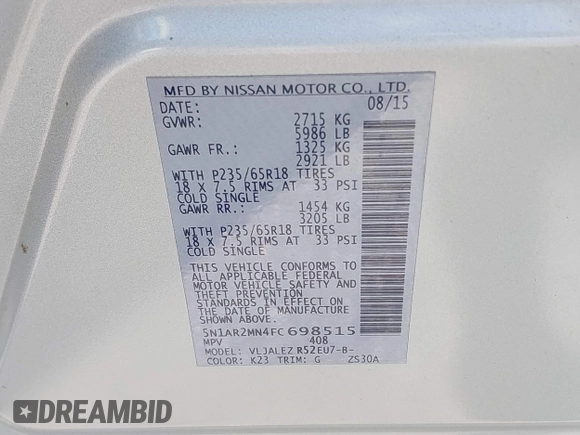 MFD BY NISSAN MOTOR CO., LTD.
DATE: 08/15
GVWR: 2715 KG
5986 LB
GAWR FR.: 1325 KG
2921 LB
WITH P235/65R18 TIRES
18 X 7.5 RIMS AT 33 PSI
COLD SINGLE
GAWR RR.: 1454 KG
3205 LB
WITH P235/65R18 TIRES
18 X 7.5 RIMS AT 33 PSI
COLD SINGLE
THIS VEHICLE CONFORMS TO
ALL APPLICABLE FEDERAL
MOTOR VEHICLE SAFETY AND
THEFT PREVENTION
STANDARDS IN EFFECT ON
THE DATE OF MANUFACTURE
SHOWN ABOVE.
5N1AR2MN4FC698515
MPV 408
MODEL: VLJALEZ R52EU7-B-
COLOR: K23 TRIM: G ZS30A
DREAMBID